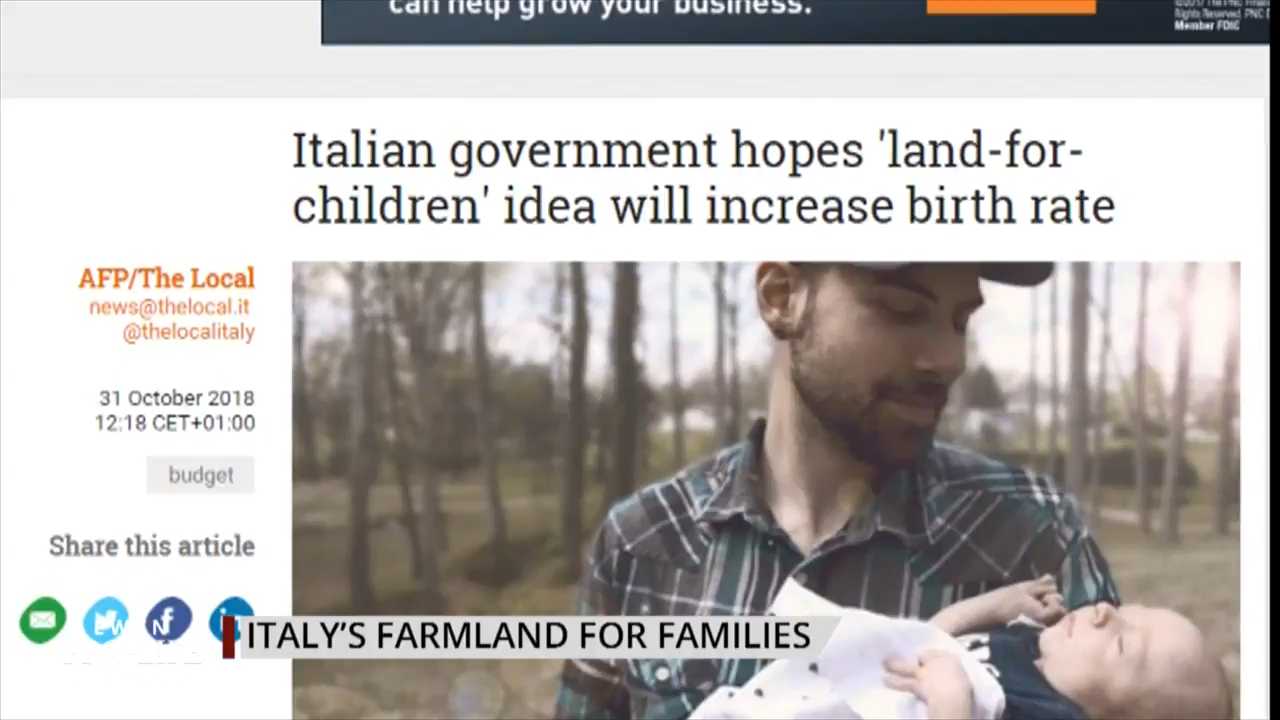 can help grow your business.
Member FDIC
Italian government hopes 'land-for-
children' idea will increase birth rate
AFP/The Local
news@thelocal.it
@thelocalitaly
31 October 2018
12:18 CET+01:00
budget
Share this article
ITALY'S FARMLAND FOR FAMILIES